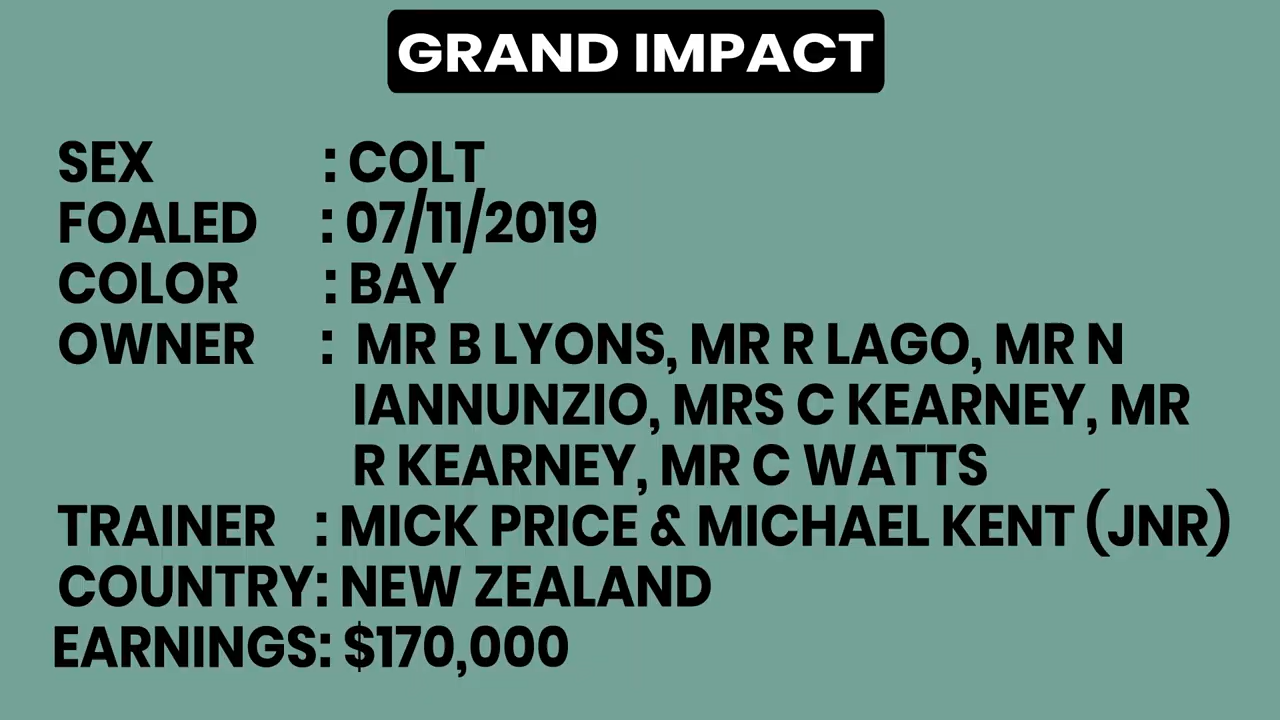 GRAND IMPACT
SEX : COLT
FOALED : 07/11/2019
COLOR : BAY
OWNER : MR B LYONS, MR R LAGO, MR N
IANNUNZIO, MRS C KEARNEY, MR
R KEARNEY, MR C WATTS
TRAINER : MICK PRICE & MICHAEL KENT (JNR)
COUNTRY: NEW ZEALAND
EARNINGS: $170,000